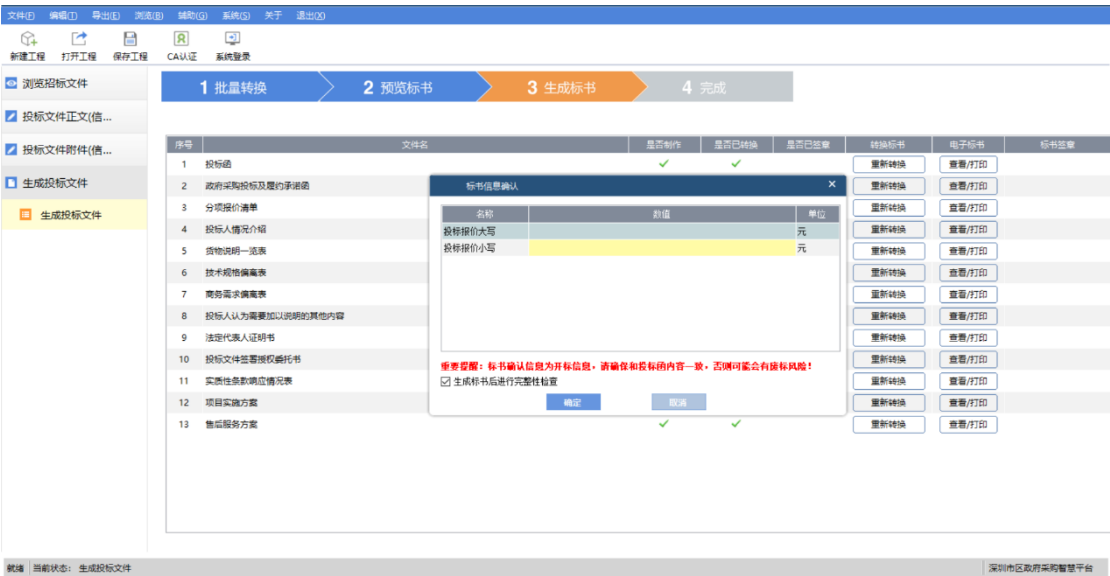 文件(F) 编辑(I) 导出(E) 浏览(B) 辅助(G) 系统(S) 关于 退出(X)
新建工程 打开工程 保存工程 CA认证 系统登录
浏览招标文件
投标文件正文(信...
投标文件附件(信...
生成投标文件
生成投标文件
1 批量转换 2 预览标书 3 生成标书 4 完成
序号 文件名 是否制作 是否已转换 是否已签章 转换标书 电子标书 标书签章
1 投标函 重新转换 查看/打印
2 政府采购投标及履约承诺函 重新转换 查看/打印
3 分项报价清单 重新转换 查看/打印
4 投标人情况介绍 重新转换 查看/打印
5 货物说明一览表 重新转换 查看/打印
6 技术规格偏离表 重新转换 查看/打印
7 商务需求偏离表 重新转换 查看/打印
8 投标人认为需要加以说明的其他内容 重新转换 查看/打印
9 法定代表人证明书 重新转换 查看/打印
10 投标文件签署授权委托书 重新转换 查看/打印
11 实质性条款响应情况表 重新转换 查看/打印
12 项目实施方案 重新转换 查看/打印
13 售后服务方案 重新转换 查看/打印
标书信息确认
名称 数值 单位
投标报价大写 元
投标报价小写 元
重要提醒：标书确认信息为开标信息，请确保和投标函内容一致，否则可能会有废标风险！
生成标书后进行完整性检查
确定 取消
就绪 当前状态： 生成投标文件 深圳市区政府采购智慧平台